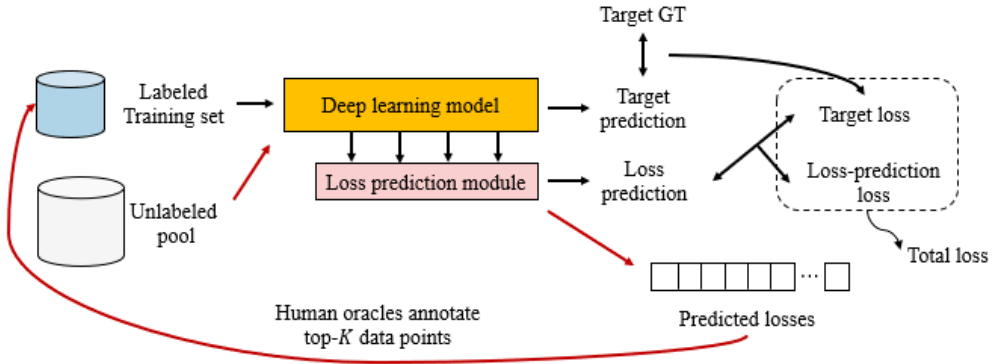 Target GT
Labeled
Training set
Deep learning model
Target
prediction
Target loss
Loss prediction module
Loss
prediction
Loss-prediction
loss
Unlabeled
pool
Total loss
...
Human oracles annotate
top-K data points
Predicted losses